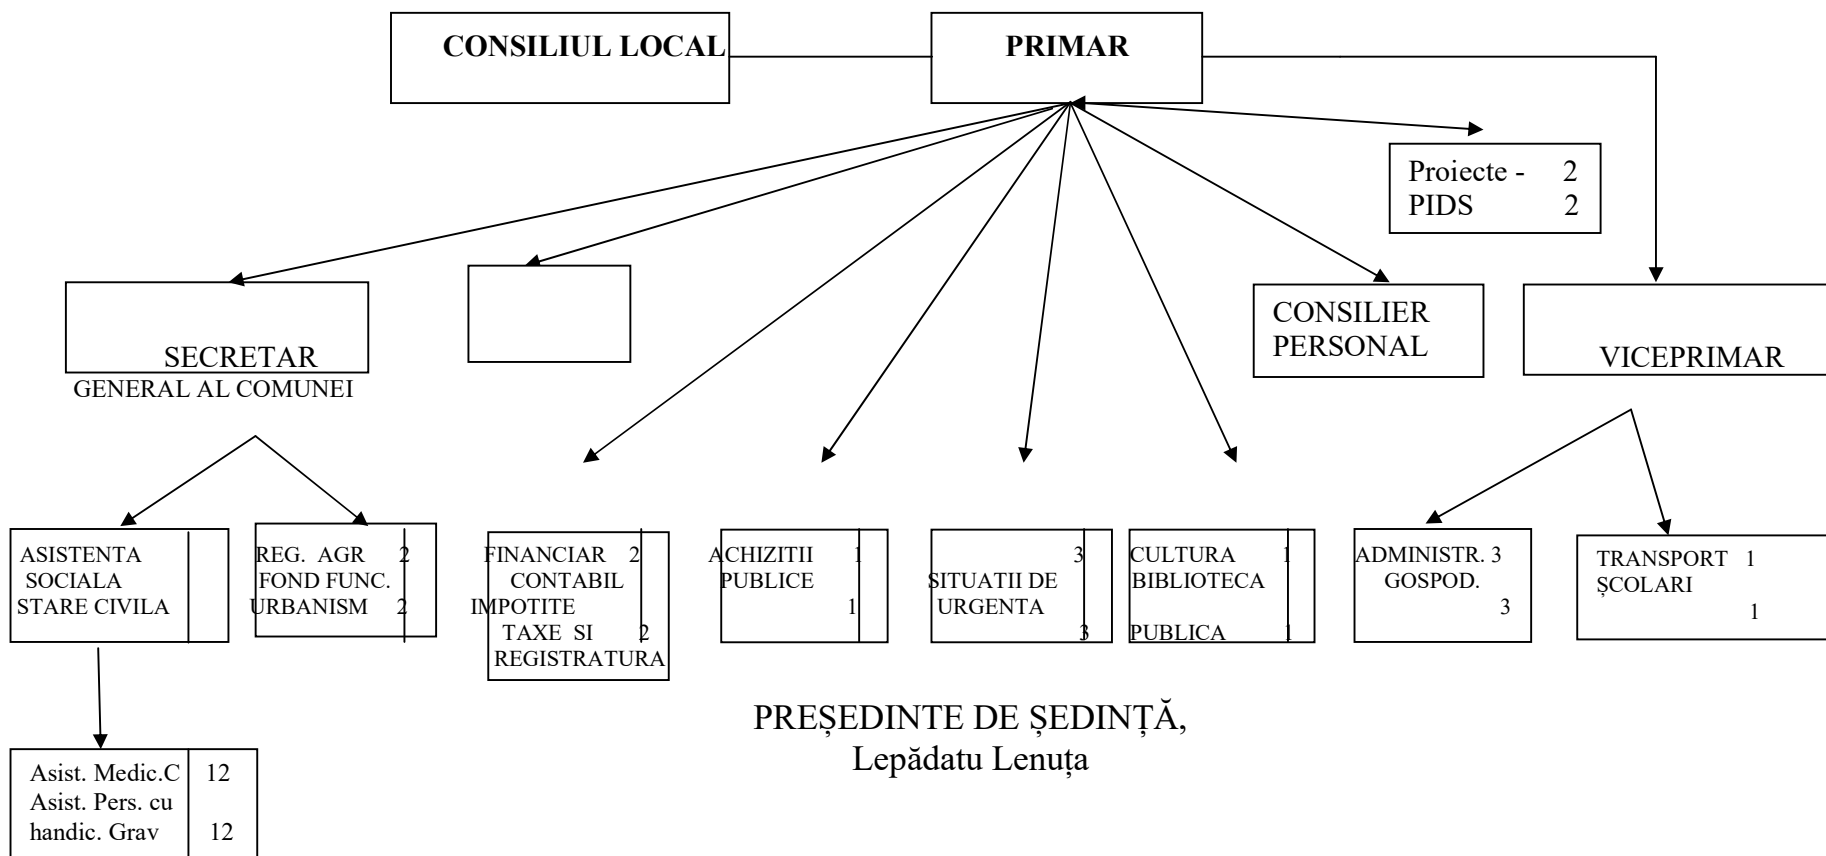 CONSILIUL LOCAL
PRIMAR
Proiecte - 2
PIDS 2
SECRETAR
GENERAL AL COMUNEI
CONSILIER
PERSONAL
VICEPRIMAR
ASISTENTA
SOCIALA
STARE CIVILA
REG. AGR 2
FOND FUNC.
URBANISM 2
FINANCIAR 2
CONTABIL
IMPOTITE
TAXE SI 2
REGISTRATURA
ACHIZITII 1
PUBLICE
1
3
SITUATII DE
URGENTA
3
CULTURA 1
BIBLIOTECA
PUBLICA 1
ADMINISTR. 3
GOSPOD.
3
TRANSPORT 1
ȘCOLARI
1
Asist. Medic.C 12
Asist. Pers. cu
handic. Grav 12
PREȘEDINTE DE ȘEDINȚĂ,
Lepădatu Lenuța